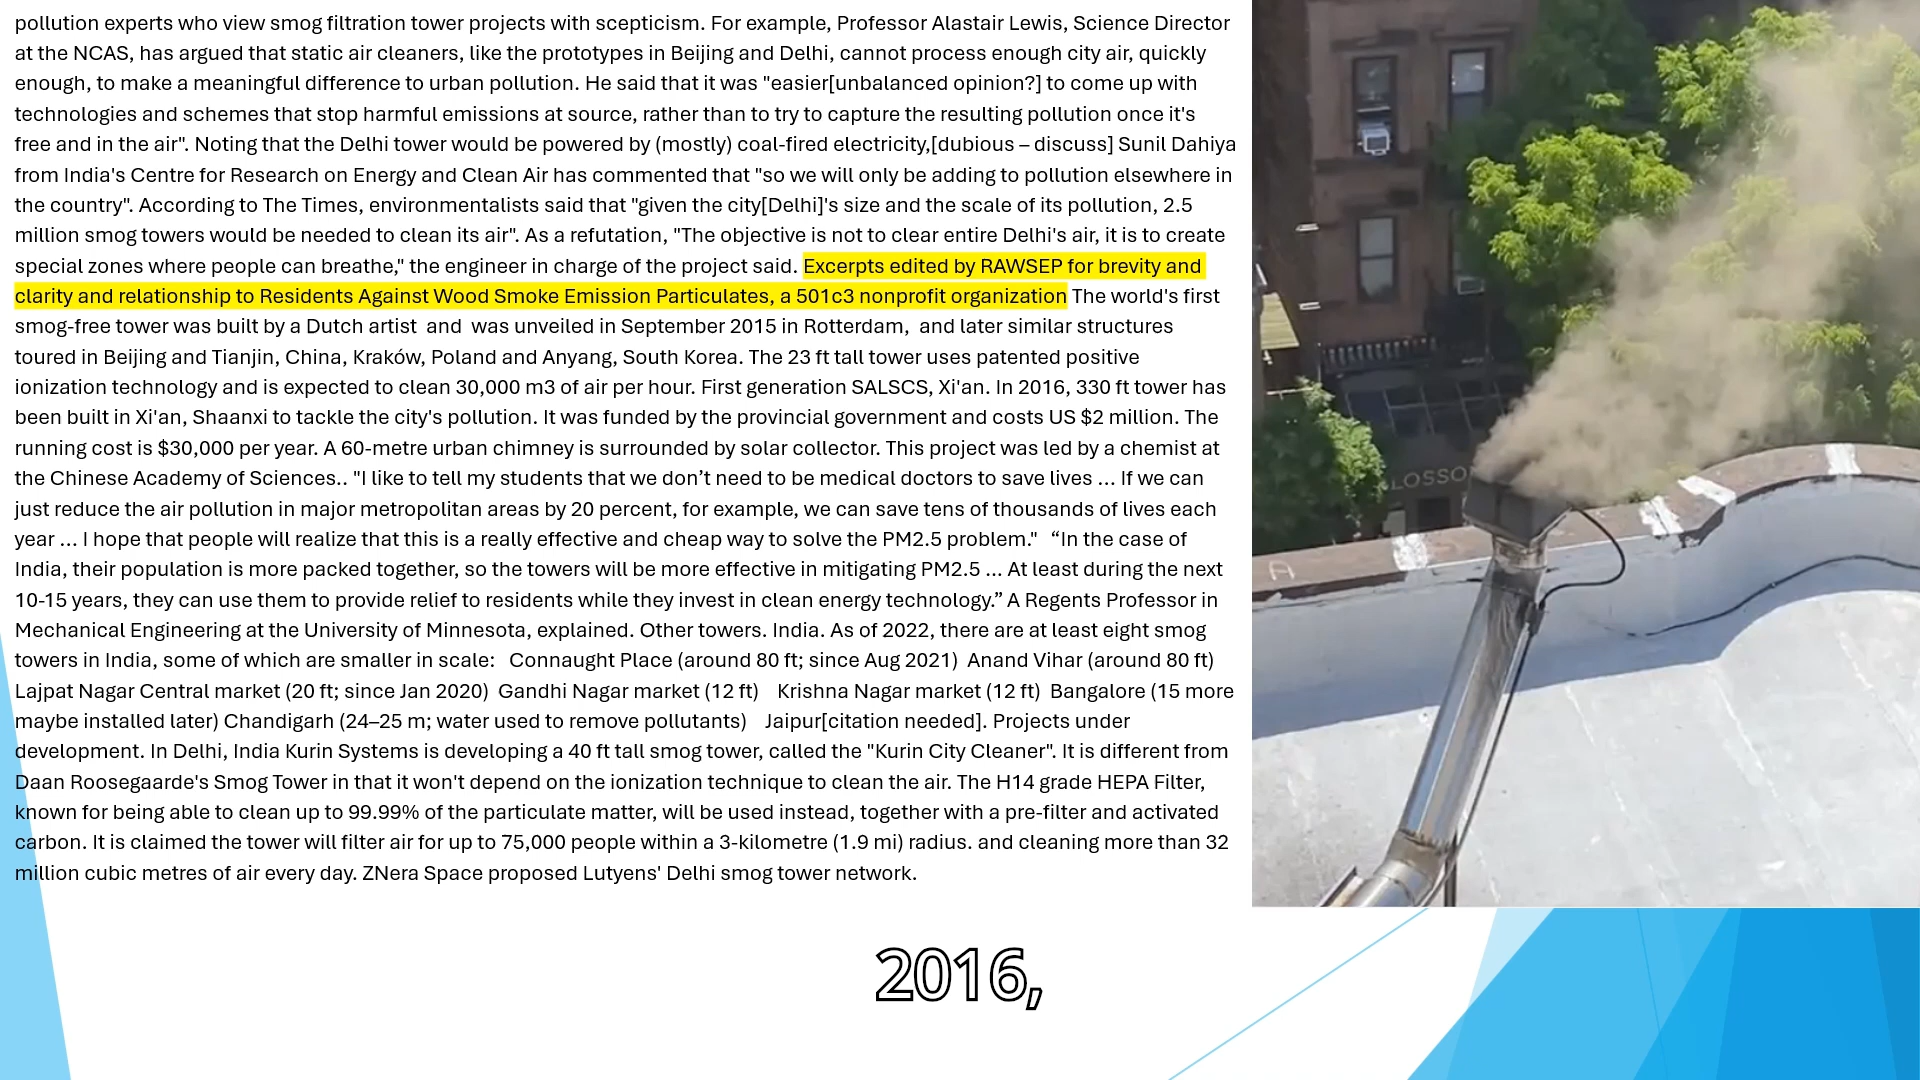 pollution experts who view smog filtration tower projects with scepticism. For example, Professor Alastair Lewis, Science Director
at the NCAS, has argued that static air cleaners, like the prototypes in Beijing and Delhi, cannot process enough city air, quickly
enough, to make a meaningful difference to urban pollution. He said that it was "easier[unbalanced opinion?] to come up with
technologies and schemes that stop harmful emissions at source, rather than to try to capture the resulting pollution once it's
free and in the air". Noting that the Delhi tower would be powered by (mostly) coal-fired electricity,[dubious – discuss] Sunil Dahiya
from India's Centre for Research on Energy and Clean Air has commented that "so we will only be adding to pollution elsewhere in
the country". According to The Times, environmentalists said that "given the city[Delhi]'s size and the scale of its pollution, 2.5
million smog towers would be needed to clean its air". As a refutation, "The objective is not to clear entire Delhi's air, it is to create
special zones where people can breathe," the engineer in charge of the project said. Excerpts edited by RAWSEP for brevity and
clarity and relationship to Residents Against Wood Smoke Emission Particulates, a 501c3 nonprofit organization The world's first
smog-free tower was built by a Dutch artist  and  was unveiled in September 2015 in Rotterdam,  and later similar structures
toured in Beijing and Tianjin, China, Kraków, Poland and Anyang, South Korea. The 23 ft tall tower uses patented positive
ionization technology and is expected to clean 30,000 m3 of air per hour. First generation SALSCS, Xi'an. In 2016, 330 ft tower has
been built in Xi'an, Shaanxi to tackle the city's pollution. It was funded by the provincial government and costs US $2 million. The
running cost is $30,000 per year. A 60-metre urban chimney is surrounded by solar collector. This project was led by a chemist at
the Chinese Academy of Sciences.. "I like to tell my students that we don’t need to be medical doctors to save lives ... If we can
just reduce the air pollution in major metropolitan areas by 20 percent, for example, we can save tens of thousands of lives each
year ... I hope that people will realize that this is a really effective and cheap way to solve the PM2.5 problem."  “In the case of
India, their population is more packed together, so the towers will be more effective in mitigating PM2.5 ... At least during the next
10-15 years, they can use them to provide relief to residents while they invest in clean energy technology.” A Regents Professor in
Mechanical Engineering at the University of Minnesota, explained. Other towers. India. As of 2022, there are at least eight smog
towers in India, some of which are smaller in scale:  Connaught Place (around 80 ft; since Aug 2021)  Anand Vihar (around 80 ft)
Lajpat Nagar Central market (20 ft; since Jan 2020)  Gandhi Nagar market (12 ft)   Krishna Nagar market (12 ft)  Bangalore (15 more
maybe installed later) Chandigarh (24–25 m; water used to remove pollutants)   Jaipur[citation needed]. Projects under
development. In Delhi, India Kurin Systems is developing a 40 ft tall smog tower, called the "Kurin City Cleaner". It is different from
Daan Roosegaarde's Smog Tower in that it won't depend on the ionization technique to clean the air. The H14 grade HEPA Filter,
known for being able to clean up to 99.99% of the particulate matter, will be used instead, together with a pre-filter and activated
carbon. It is claimed the tower will filter air for up to 75,000 people within a 3-kilometre (1.9 mi) radius. and cleaning more than 32
million cubic metres of air every day. ZNera Space proposed Lutyens' Delhi smog tower network.
LOSSO
2016,